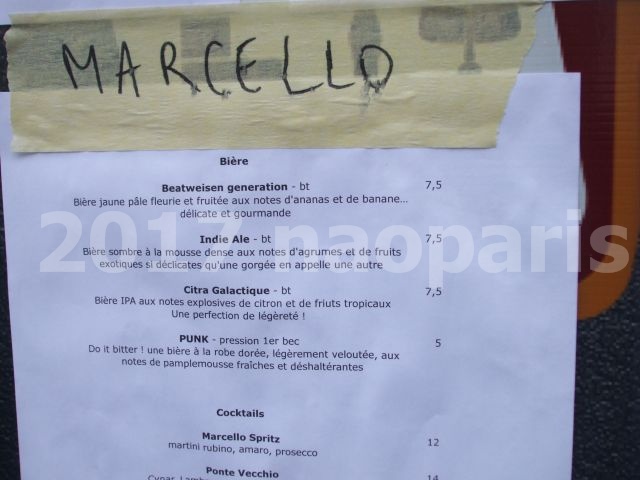 MARCELLO
Bière
Beatweisen generation - bt 7,5
Bière jaune pâle fleurie et fruitée aux notes d'ananas et de banane...
délicate et gourmande
2017 naoparis
Indie Ale - bt 7,5
Bière sombre à la mousse dense aux notes d'agrumes et de fruits
exotiques si déclicates qu'une gorgée en appelle une autre
Citra Galactique - bt 7,5
Bière IPA aux notes explosives de citron et de friuts tropicaux
Une perfection de légèreté !
PUNK - pression 1er bec 5
Do it bitter ! une bière à la robe dorée, légèrement veloutée, aux
notes de pamplemousse fraîches et déshaltérantes
Cocktails
Marcello Spritz 12
martini rubino, amaro, prosecco
Ponte Vecchio 14
Cynar,